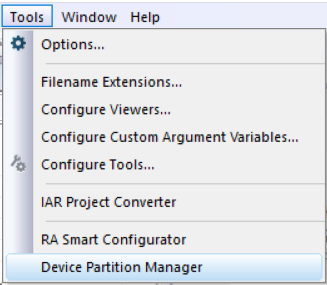 Tools Window Help
Options...
Filename Extensions...
Configure Viewers...
Configure Custom Argument Variables...
Configure Tools...
IAR Project Converter
RA Smart Configurator
Device Partition Manager